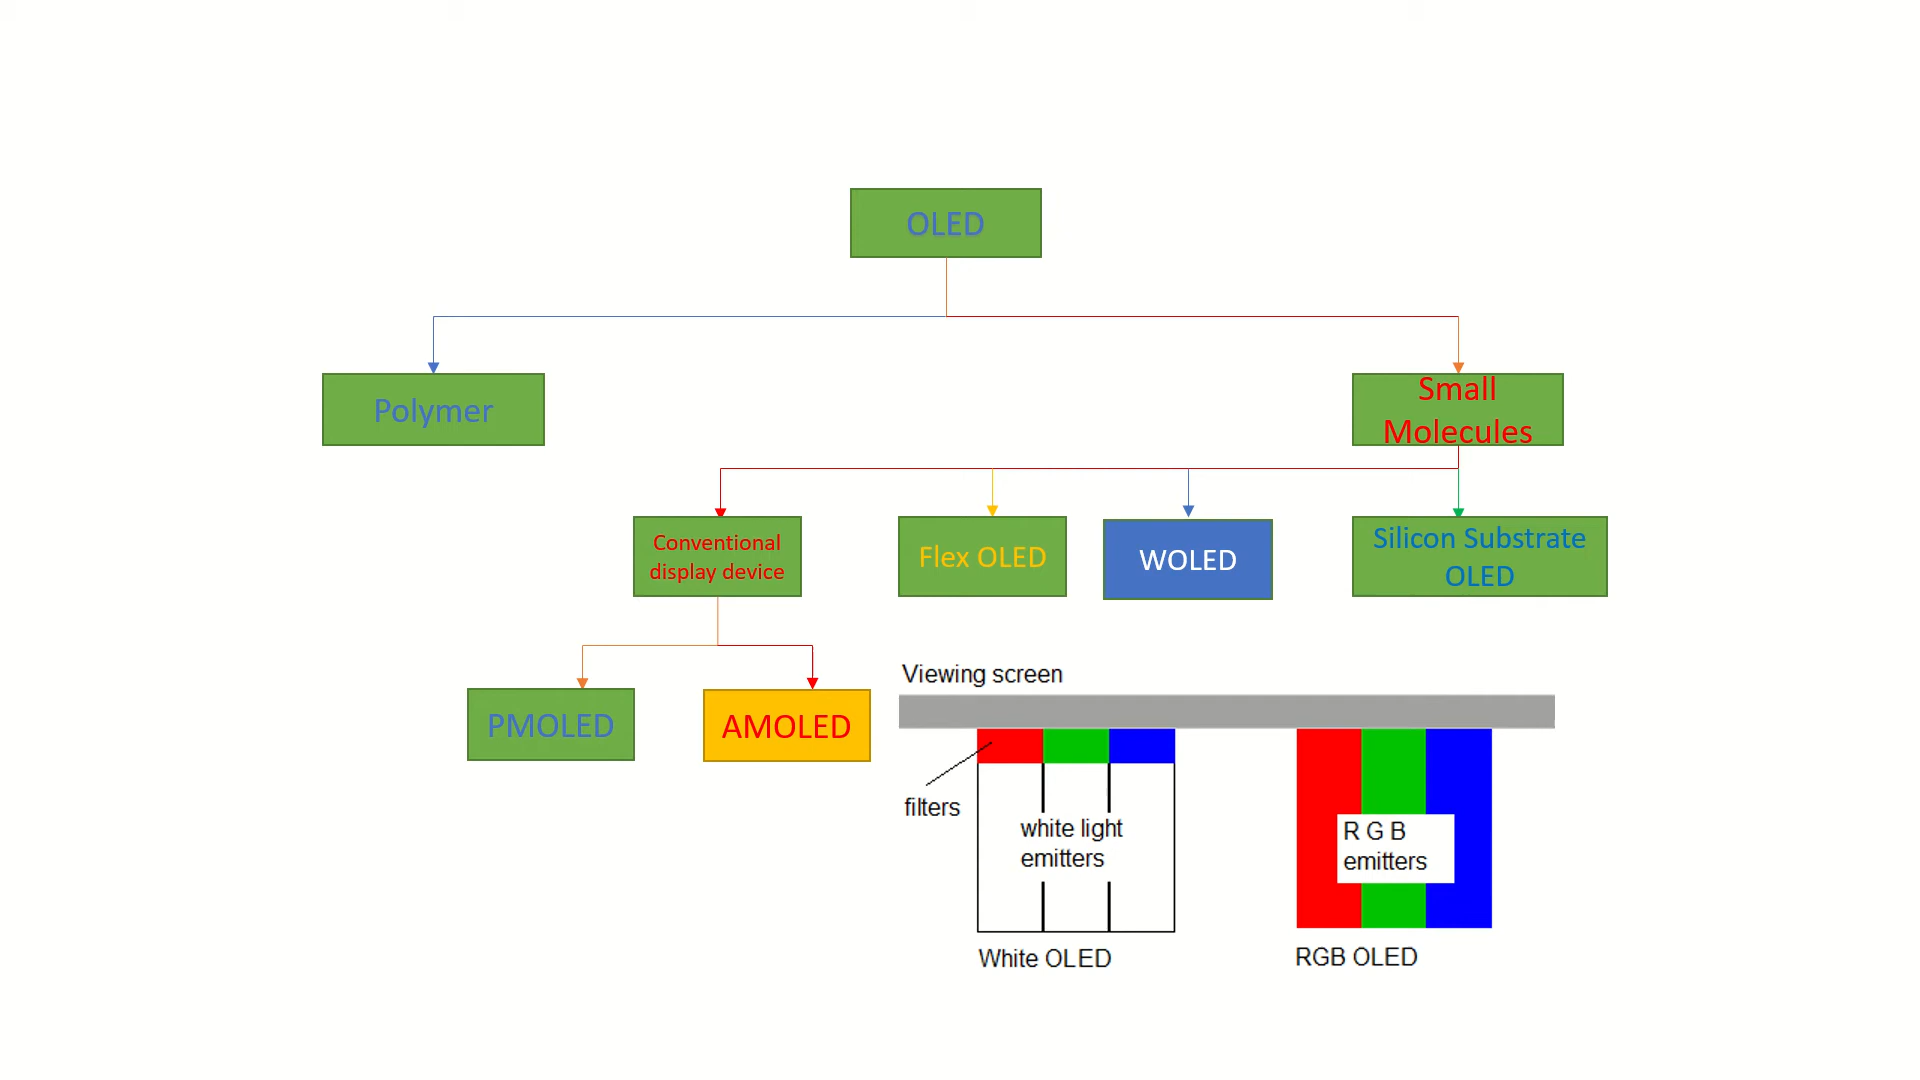 OLED
Polymer
Small
Molecules
Conventional
display device
Flex OLED
WOLED
Silicon Substrate
OLED
PMOLED
AMOLED
Viewing screen
filters
white light
emitters
R G B
emitters
White OLED
RGB OLED